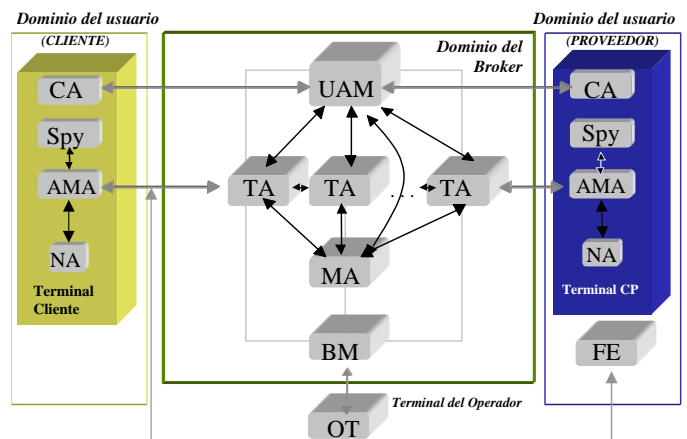 Dominio del usuario
(CLIENTE)
CA
Spy
AMA
NA
Terminal
Cliente
Dominio del
Broker
UAM
TA
TA
. . .
TA
MA
BM
Terminal del Operador
OT
Dominio del usuario
(PROVEEDOR)
CA
Spy
AMA
NA
Terminal CP
FE